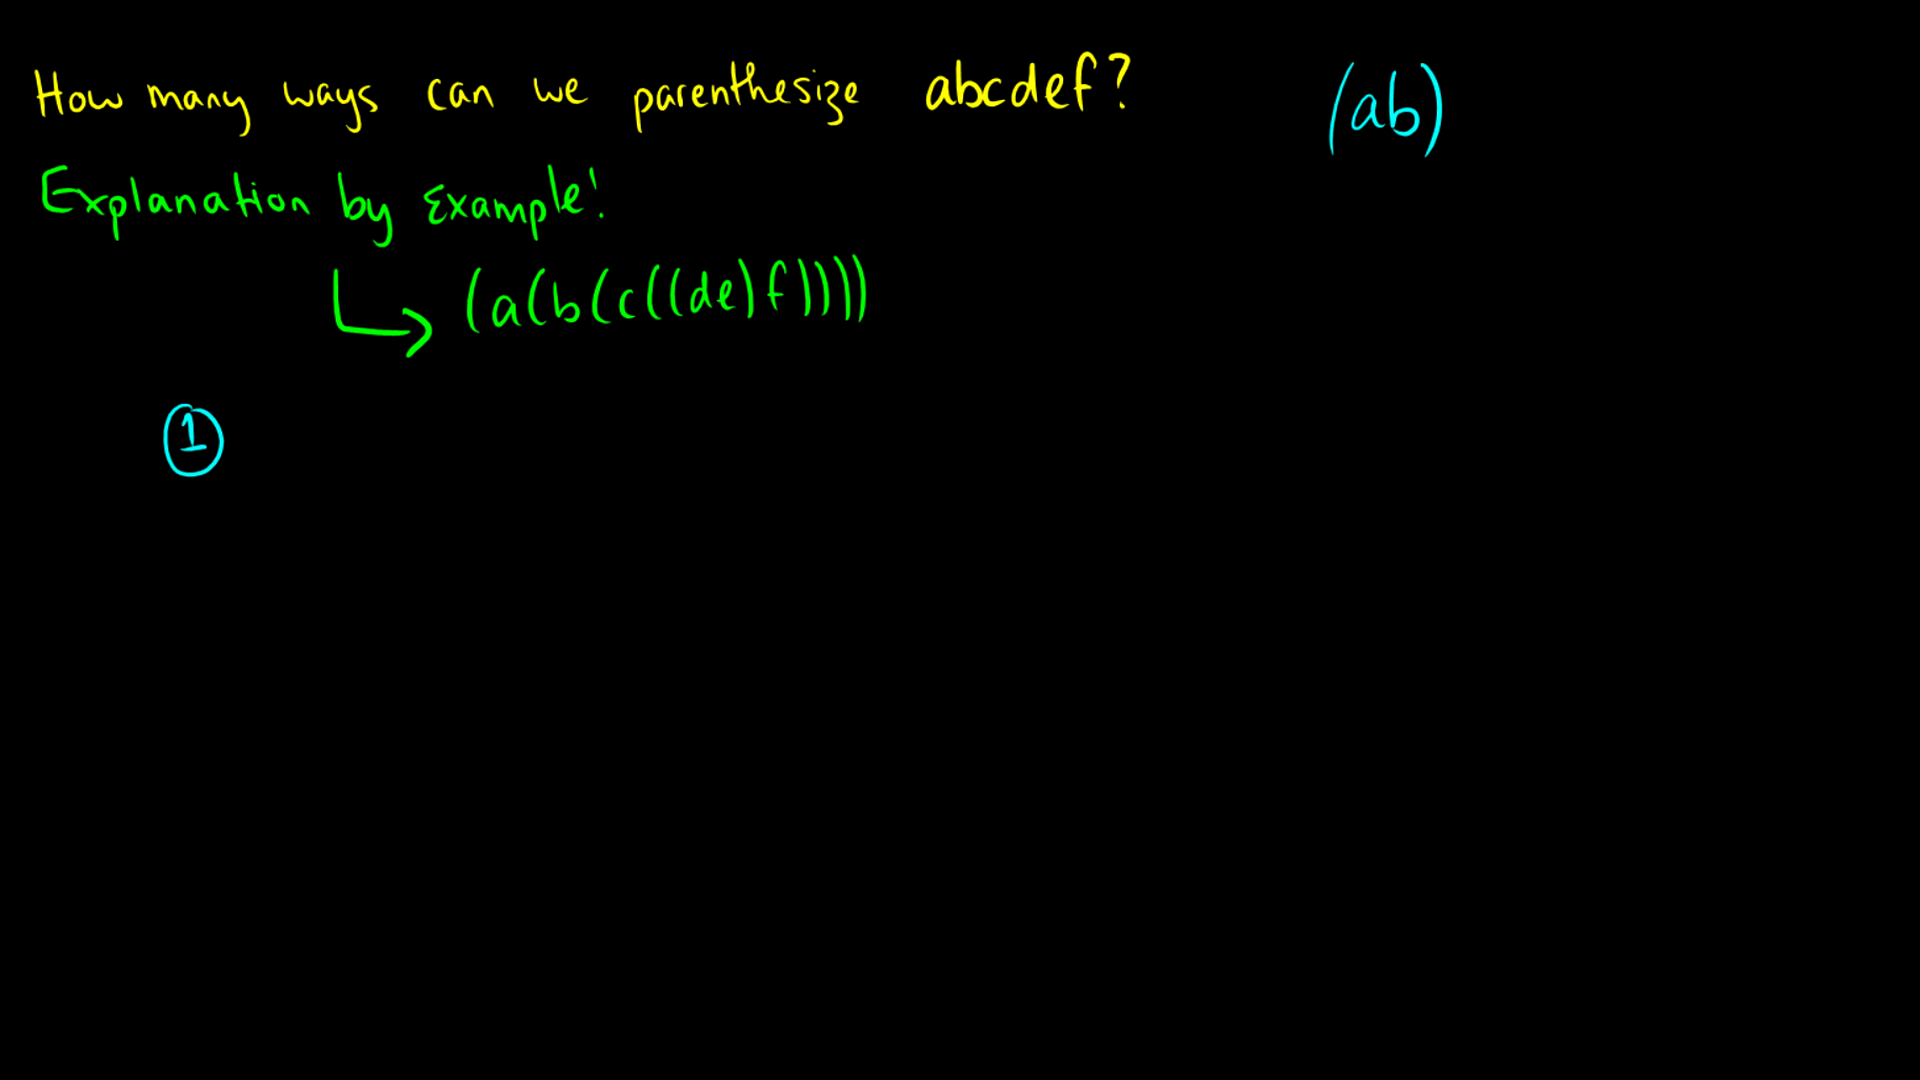 How many ways can we parenthesize abcdef?
(ab)
Explanation by example!
(a(b(c((de)f))))
1